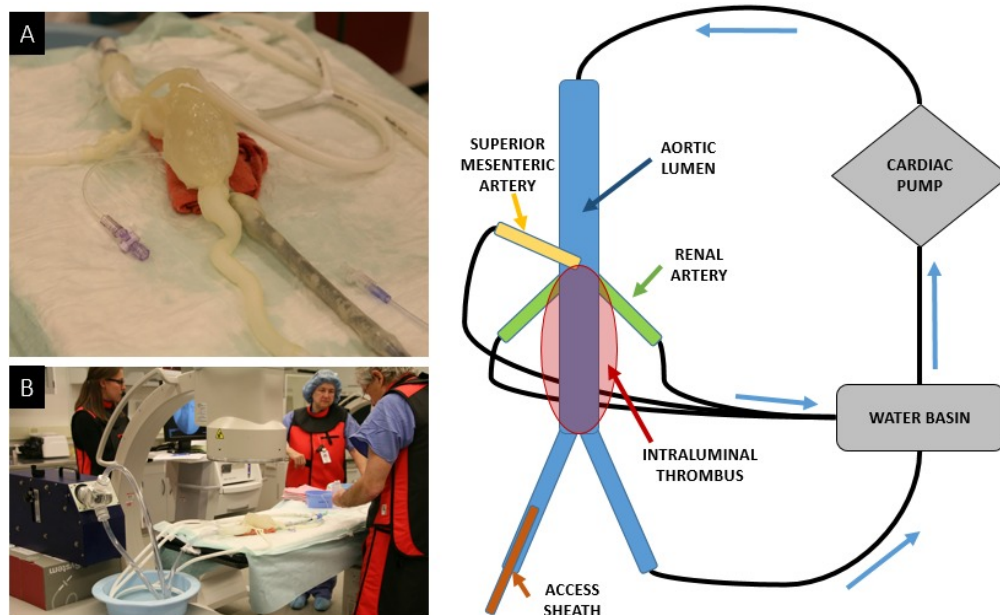 A
B
SUPERIOR
MESENTERIC
ARTERY
AORTIC
LUMEN
CARDIAC
PUMP
RENAL
ARTERY
WATER BASIN
INTRALUMINAL
THROMBUS
ACCESS
SHEATH